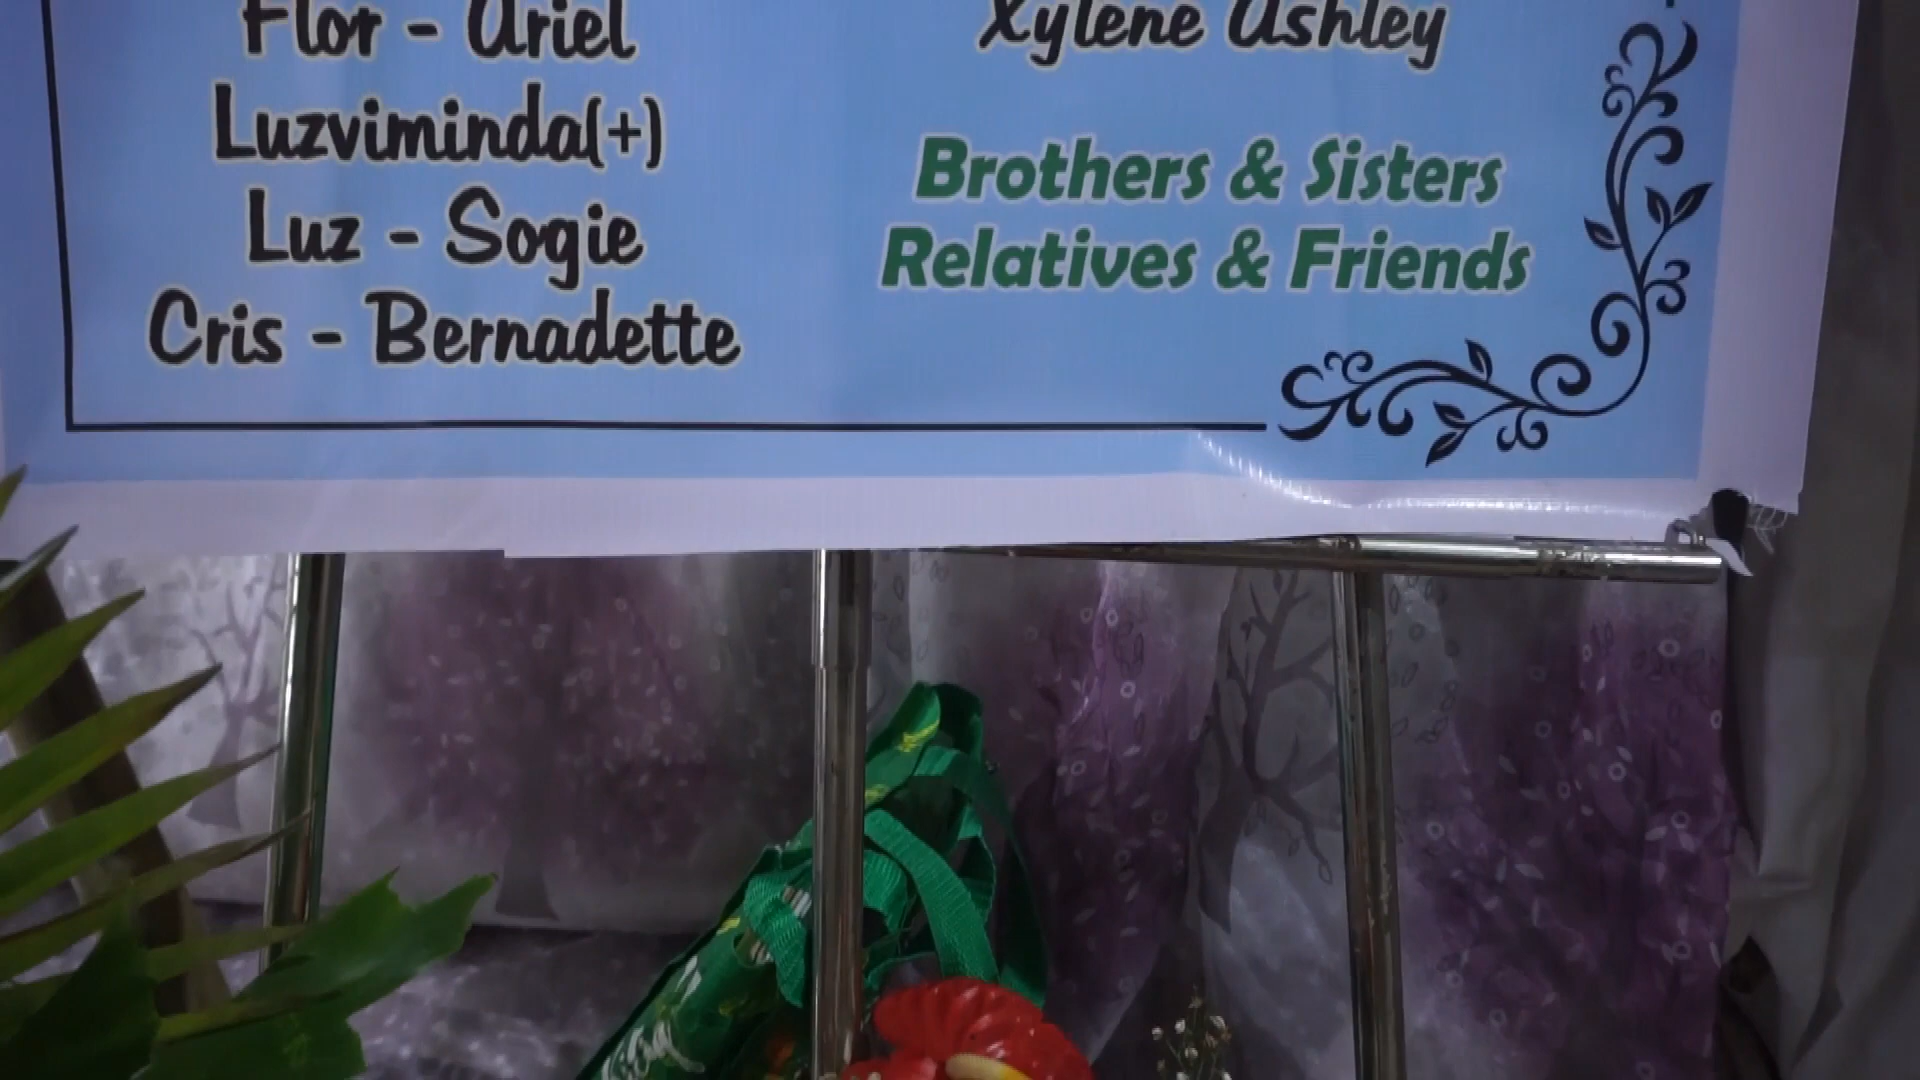 Flor - Ariel
Luzviminda(+)
Luz - Sogie
Cris - Bernadette
Xylene Ashley
Brothers & Sisters
Relatives & Friends